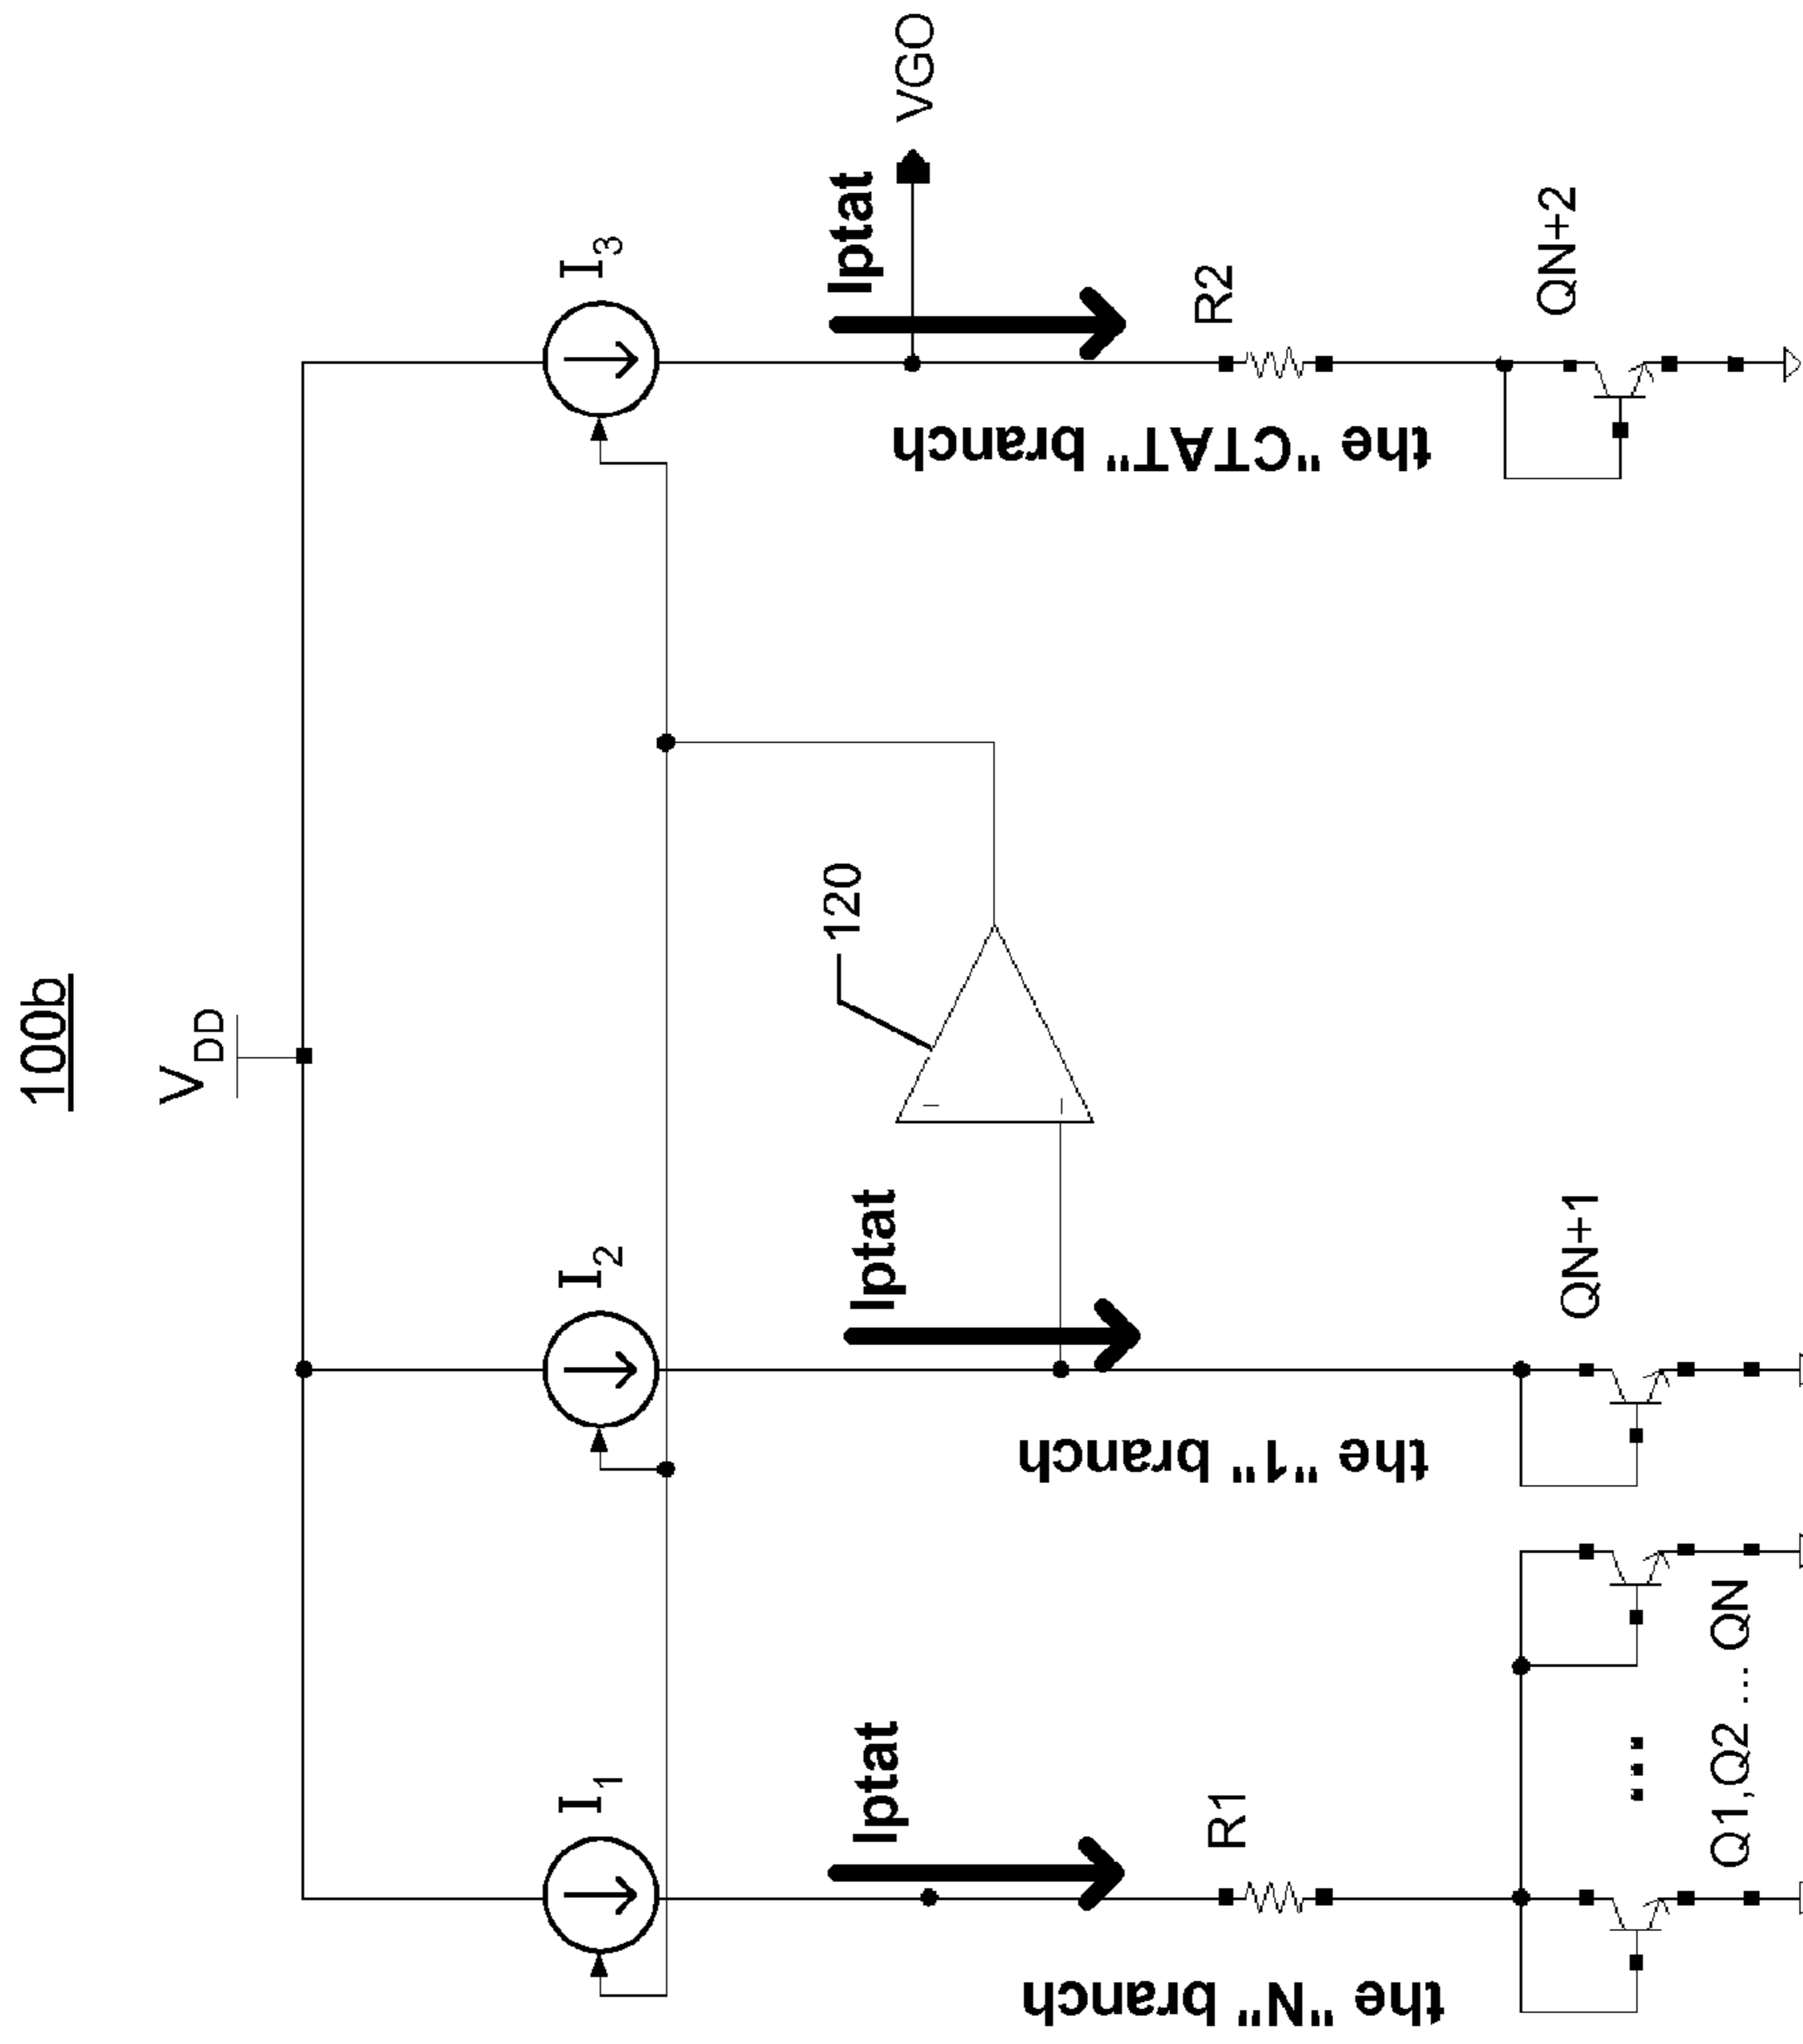 100b
V_DD
I₁
I₂
I₃
Iptat
Iptat
Iptat
VGO
120
R1
R2
the "N" branch
the "1" branch
the "CTAT" branch
QN+1
QN+2
Q1,Q2 ... QN